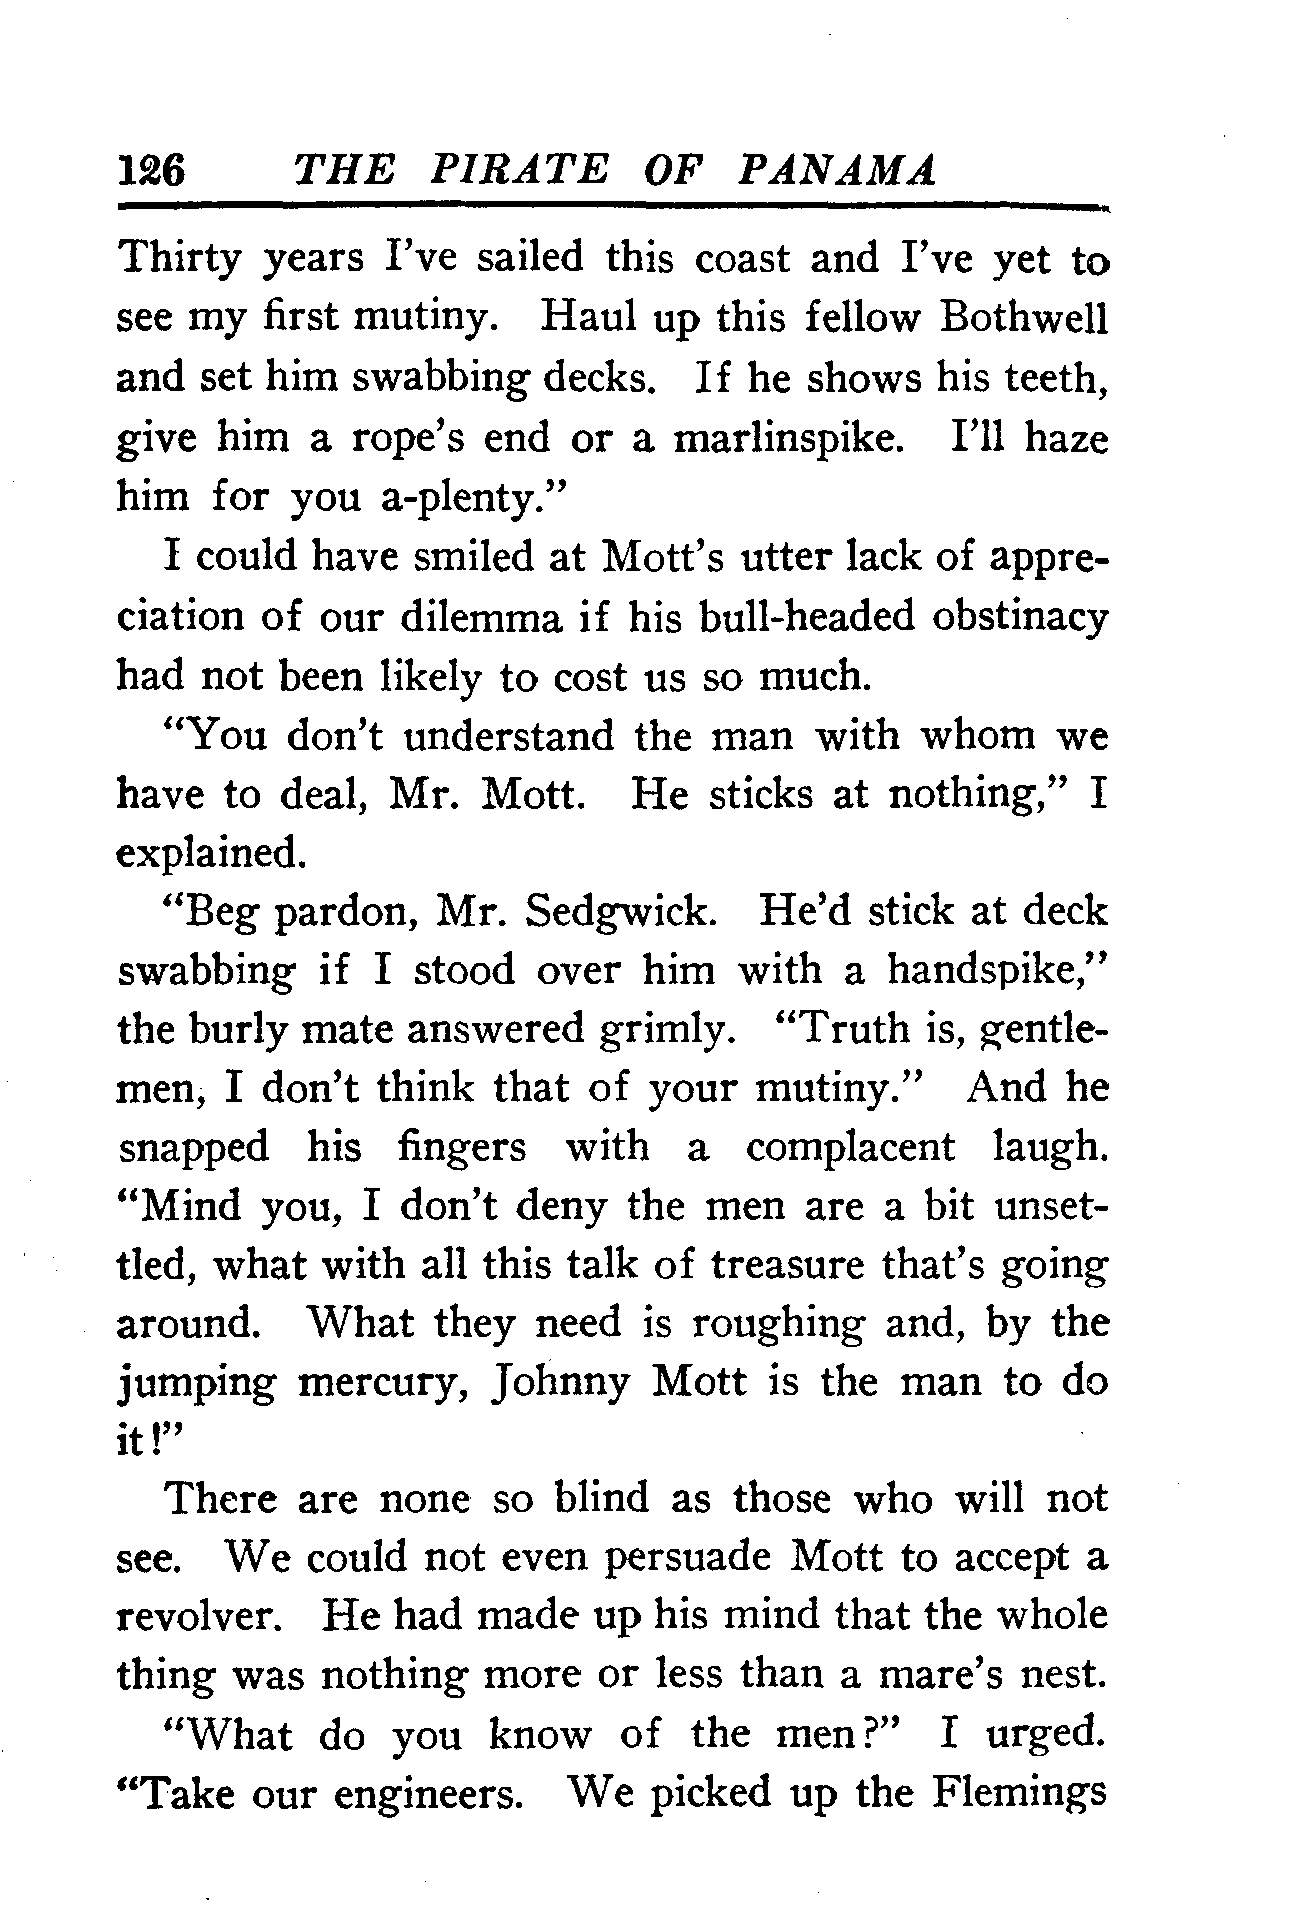 126 THE PIRATE OF PANAMA
Thirty years I've sailed this coast and I've yet to
see my first mutiny. Haul up this fellow Bothwell
and set him swabbing decks. If he shows his teeth,
give him a rope's end or a marlinspike. I'll haze
him for you a-plenty."
I could have smiled at Mott's utter lack of appre-
ciation of our dilemma if his bull-headed obstinacy
had not been likely to cost us so much.
"You don't understand the man with whom we
have to deal, Mr. Mott. He sticks at nothing," I
explained.
"Beg pardon, Mr. Sedgwick. He'd stick at deck
swabbing if I stood over him with a handspike,"
the burly mate answered grimly. "Truth is, gentle-
men, I don't think that of your mutiny." And he
snapped his fingers with a complacent laugh.
"Mind you, I don't deny the men are a bit unset-
tled, what with all this talk of treasure that's going
around. What they need is roughing and, by the
jumping mercury, Johnny Mott is the man to do
it!"
There are none so blind as those who will not
see. We could not even persuade Mott to accept a
revolver. He had made up his mind that the whole
thing was nothing more or less than a mare's nest.
"What do you know of the men?" I urged.
"Take our engineers. We picked up the Flemings